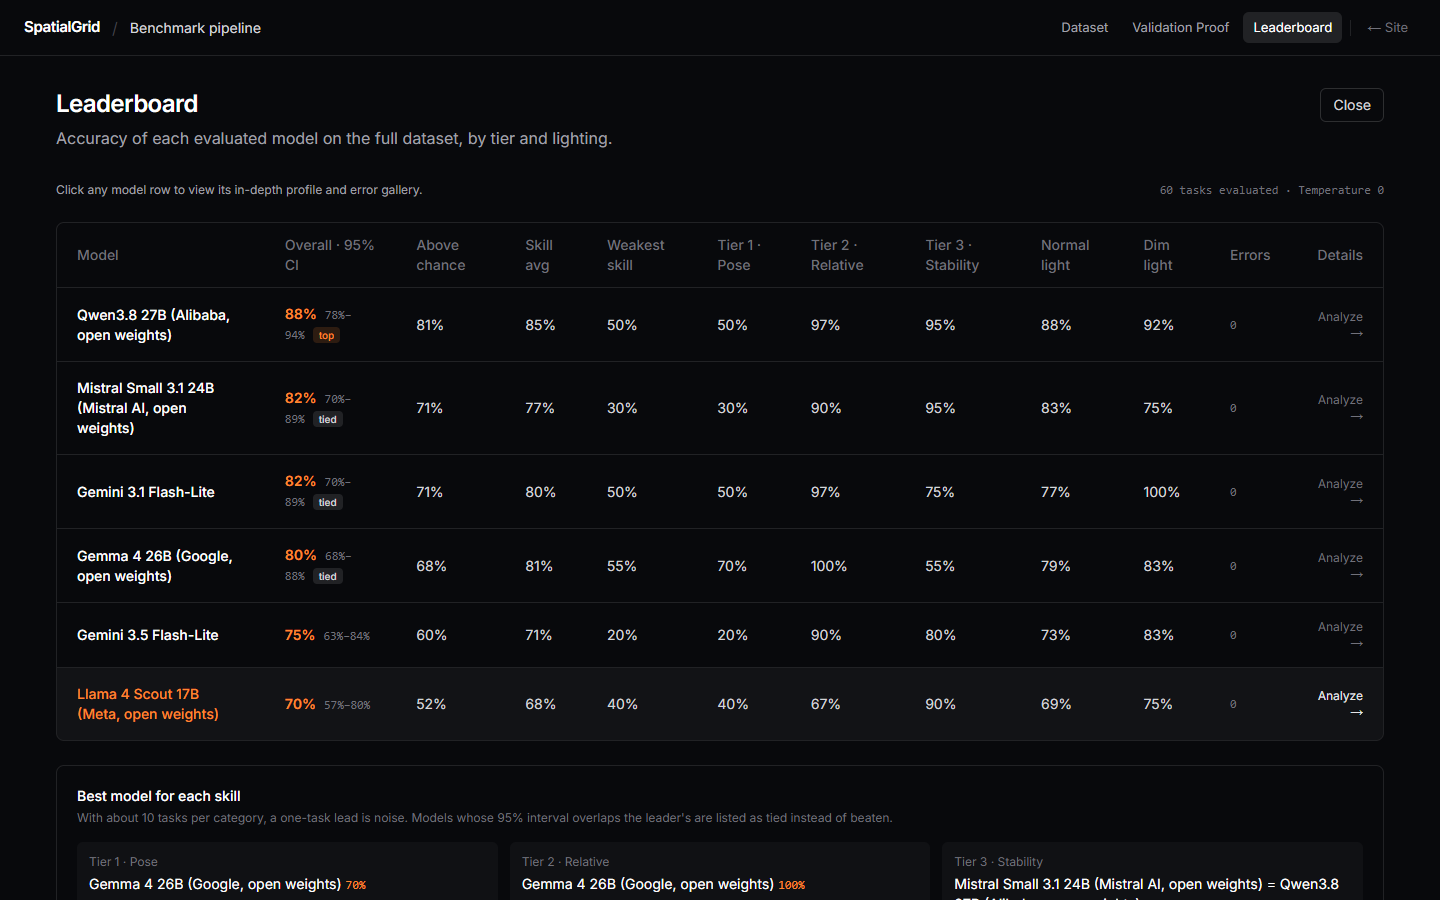 SpatialGrid / Benchmark pipeline Dataset Validation Proof Leaderboard ← Site
Leaderboard
Close
Accuracy of each evaluated model on the full dataset, by tier and lighting.
Click any model row to view its in-depth profile and error gallery.
60 tasks evaluated · Temperature 0
Model Overall · 95% CI Above chance Skill avg Weakest skill Tier 1 · Pose Tier 2 · Relative Tier 3 · Stability Normal light Dim light Errors Details
Qwen3.8 27B (Alibaba, open weights) 88% 78%–94% top 81% 85% 50% 50% 97% 95% 88% 92% 0 Analyze →
Mistral Small 3.1 24B (Mistral AI, open weights) 82% 70%–89% tied 71% 77% 30% 30% 90% 95% 83% 75% 0 Analyze →
Gemini 3.1 Flash-Lite 82% 70%–89% tied 71% 80% 50% 50% 97% 75% 77% 100% 0 Analyze →
Gemma 4 26B (Google, open weights) 80% 68%–88% tied 68% 81% 55% 70% 100% 55% 79% 83% 0 Analyze →
Gemini 3.5 Flash-Lite 75% 63%–84% 60% 71% 20% 20% 90% 80% 73% 83% 0 Analyze →
Llama 4 Scout 17B (Meta, open weights) 70% 57%–80% 52% 68% 40% 40% 67% 90% 69% 75% 0 Analyze →
Best model for each skill
With about 10 tasks per category, a one-task lead is noise. Models whose 95% interval overlaps the leader's are listed as tied instead of beaten.
Tier 1 · Pose
Gemma 4 26B (Google, open weights) 70%
Tier 2 · Relative
Gemma 4 26B (Google, open weights) 100%
Tier 3 · Stability
Mistral Small 3.1 24B (Mistral AI, open weights) = Qwen3.8